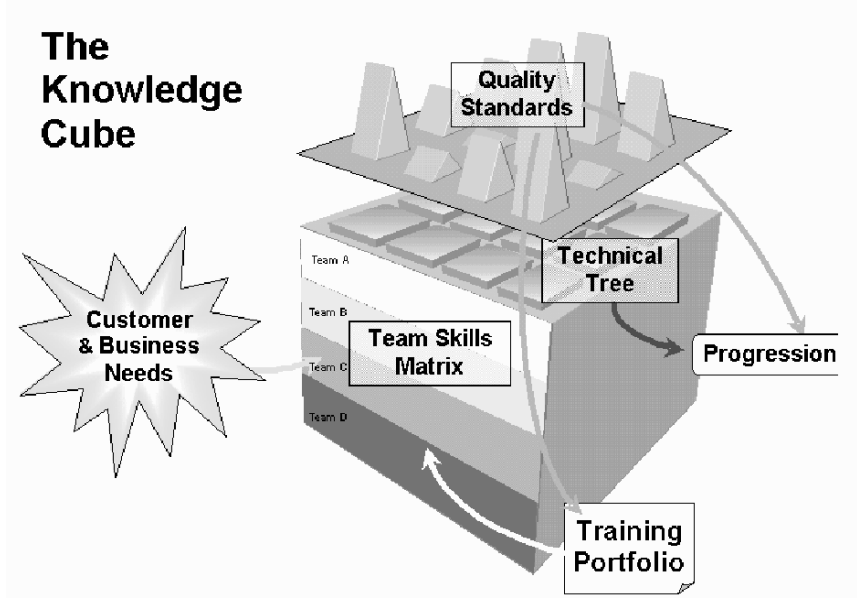 The
Knowledge
Cube
Quality
Standards
Technical
Tree
Team A
Team B
Team C
Team D
Team Skills
Matrix
Customer
& Business
Needs
Progression
Training
Portfolio